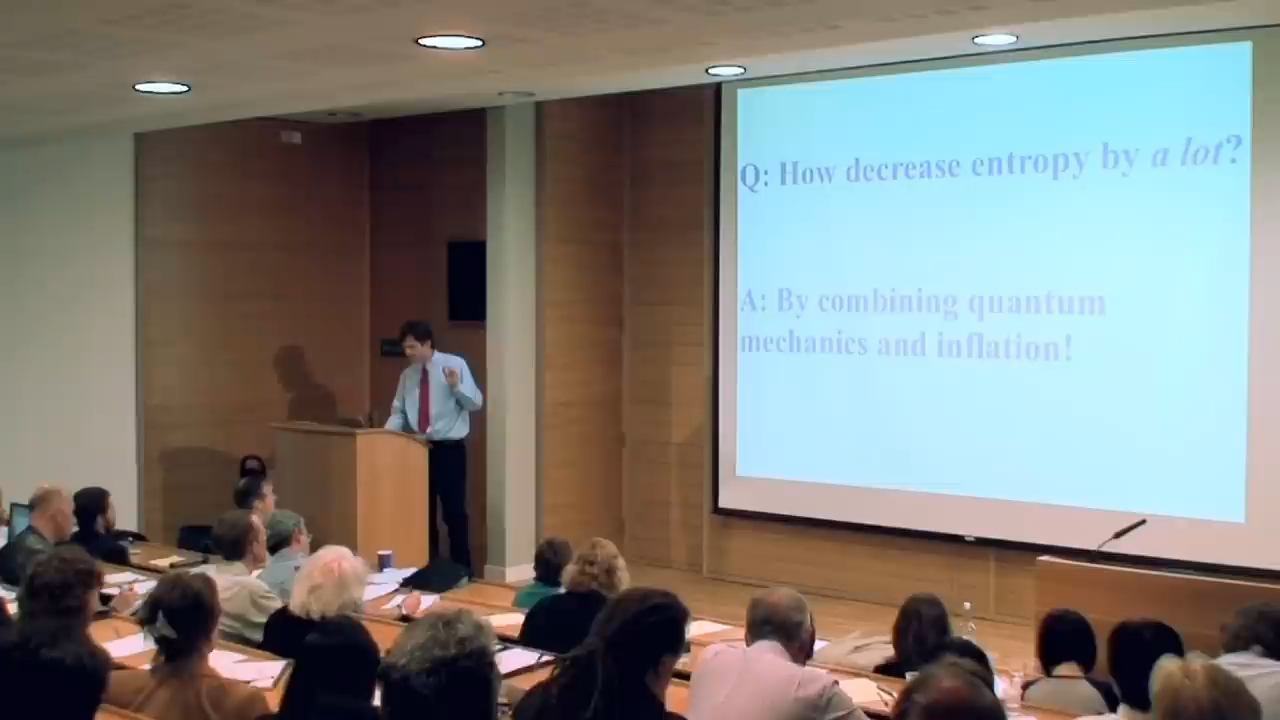 Q: How decrease entropy by a lot?
A: By combining quantum
mechanics and inflation!